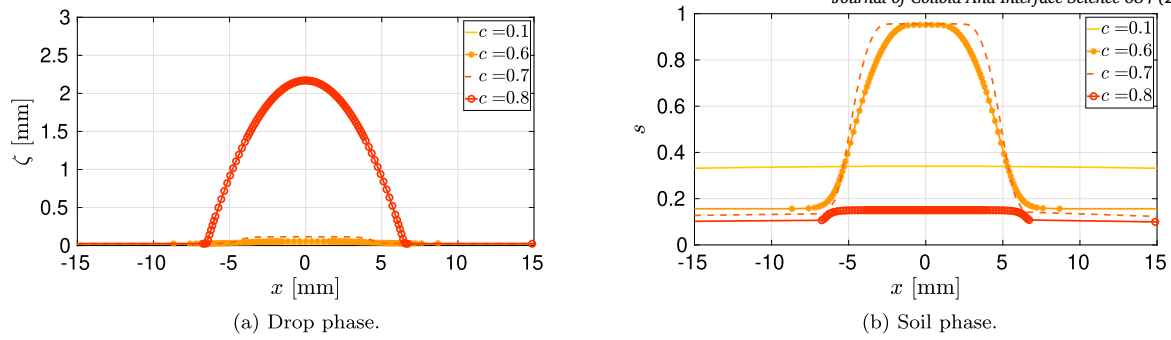 Journal of Colloid And Interface Science
3
2.5
2
1.5
1
0.5
0
-15 -10 -5 0 5 10 15
x [mm]
ζ [mm]
c =0.1
c =0.6
c =0.7
c =0.8
(a) Drop phase.
1
0.8
0.6
0.4
0.2
0
-15 -10 -5 0 5 10 15
x [mm]
s
c =0.1
c =0.6
c =0.7
c =0.8
(b) Soil phase.